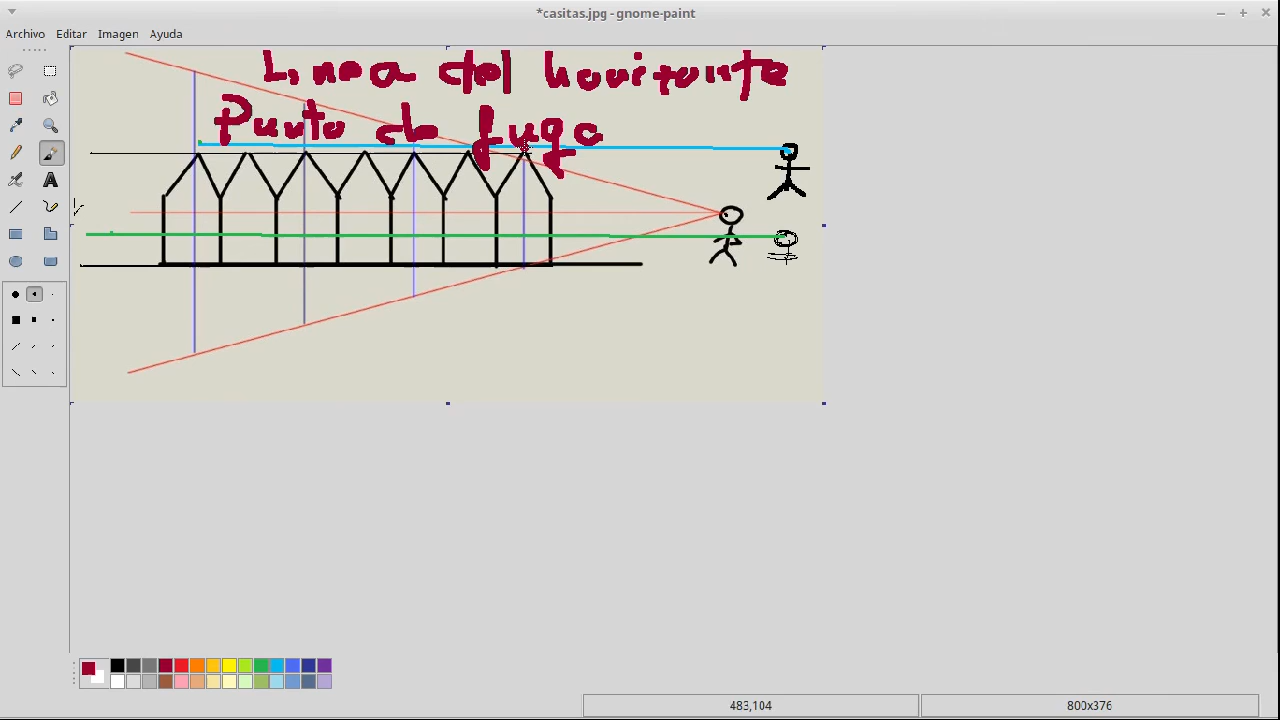 *casitas.jpg - gnome-paint
Archivo Editar Imagen Ayuda
Linea del horizonte
Punto de fuga
483,104 800x376